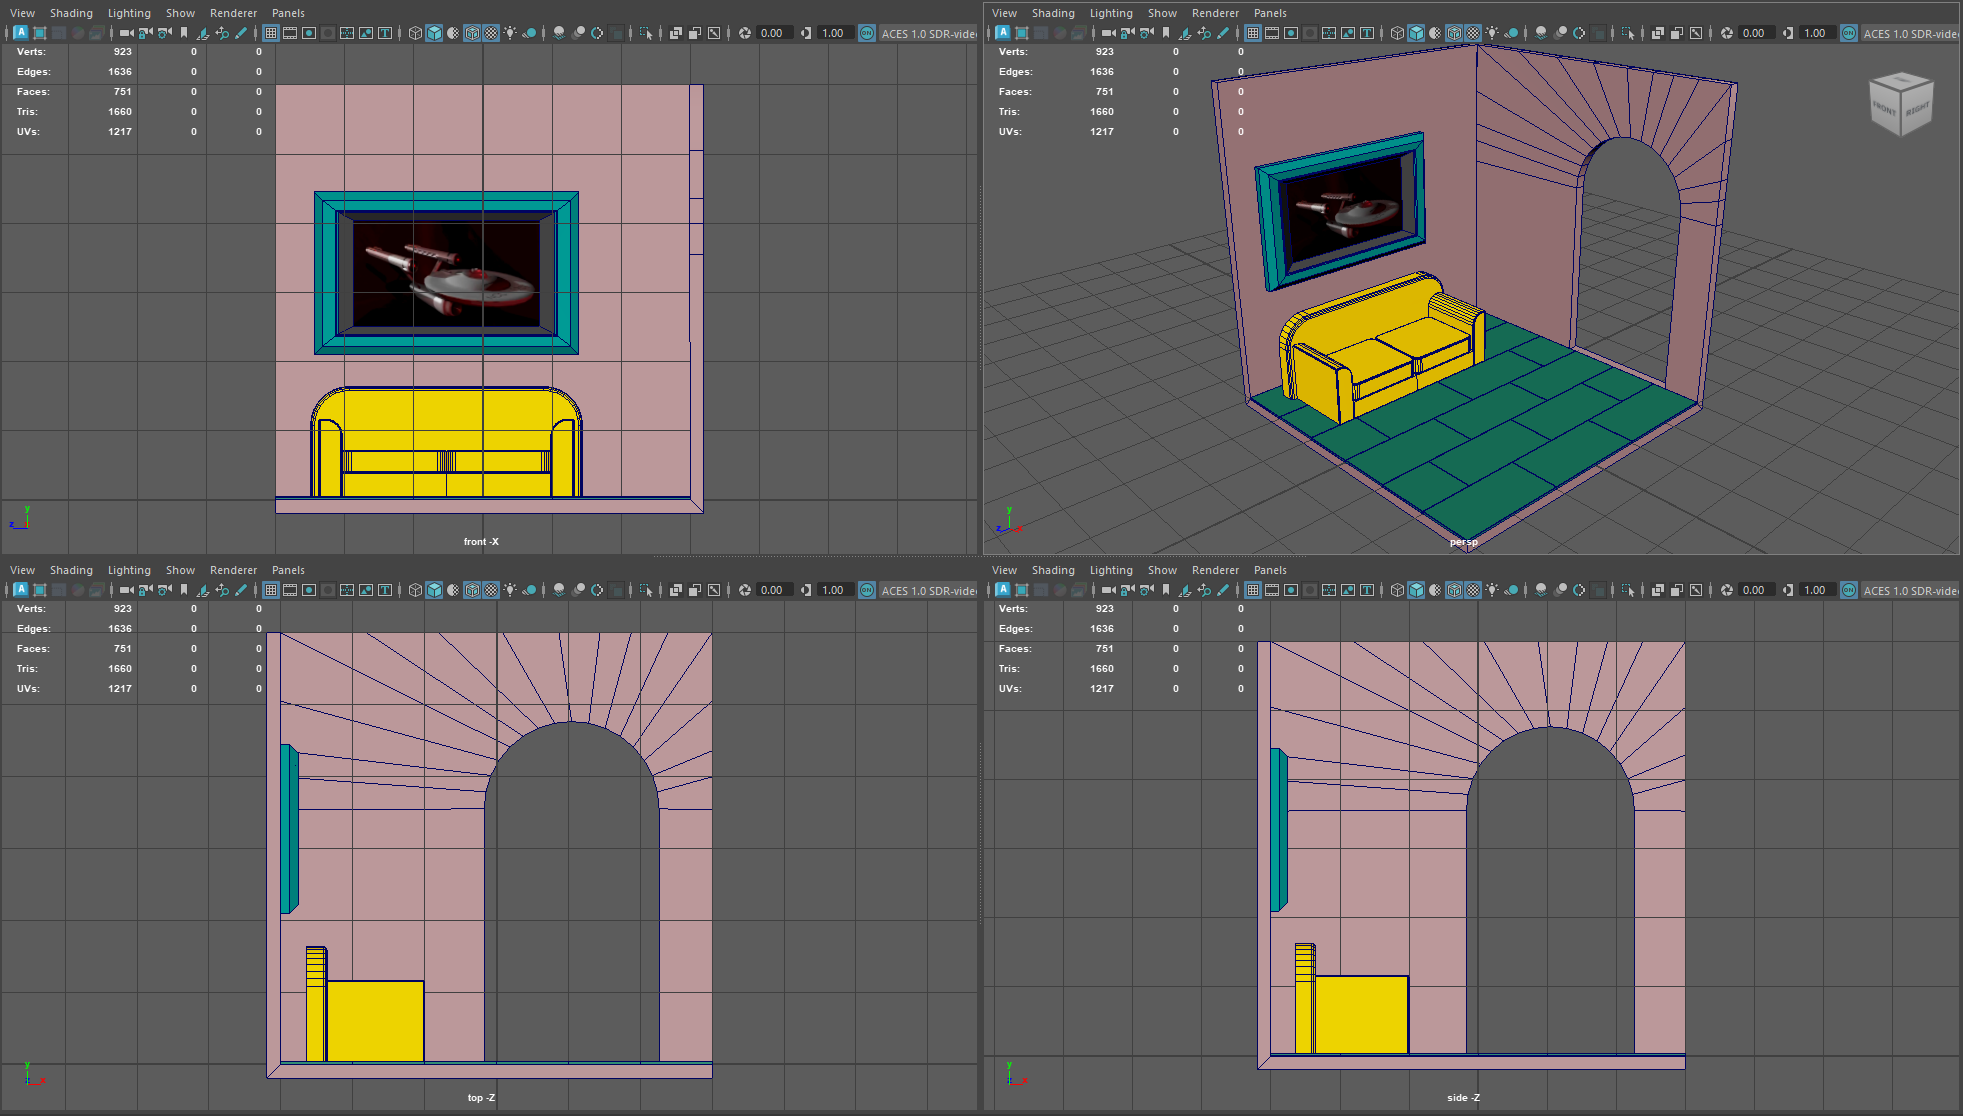 View Shading Lighting Show Renderer Panels
A 0.00 1.00 ON ACES 1.0 SDR-vide
Verts: 923 0 0
Edges: 1636 0 0
Faces: 751 0 0
Tris: 1660 0 0
UVs: 1217 0 0
y
z
front -X
View Shading Lighting Show Renderer Panels
A 0.00 1.00 ON ACES 1.0 SDR-vide
Verts: 923 0 0
Edges: 1636 0 0
Faces: 751 0 0
Tris: 1660 0 0
UVs: 1217 0 0
FRONT RIGHT
y
z x
persp
View Shading Lighting Show Renderer Panels
A 0.00 1.00 ON ACES 1.0 SDR-vide
Verts: 923 0 0
Edges: 1636 0 0
Faces: 751 0 0
Tris: 1660 0 0
UVs: 1217 0 0
y
z x
top -Z
View Shading Lighting Show Renderer Panels
A 0.00 1.00 ON ACES 1.0 SDR-vide
Verts: 923 0 0
Edges: 1636 0 0
Faces: 751 0 0
Tris: 1660 0 0
UVs: 1217 0 0
y
z x
side -Z